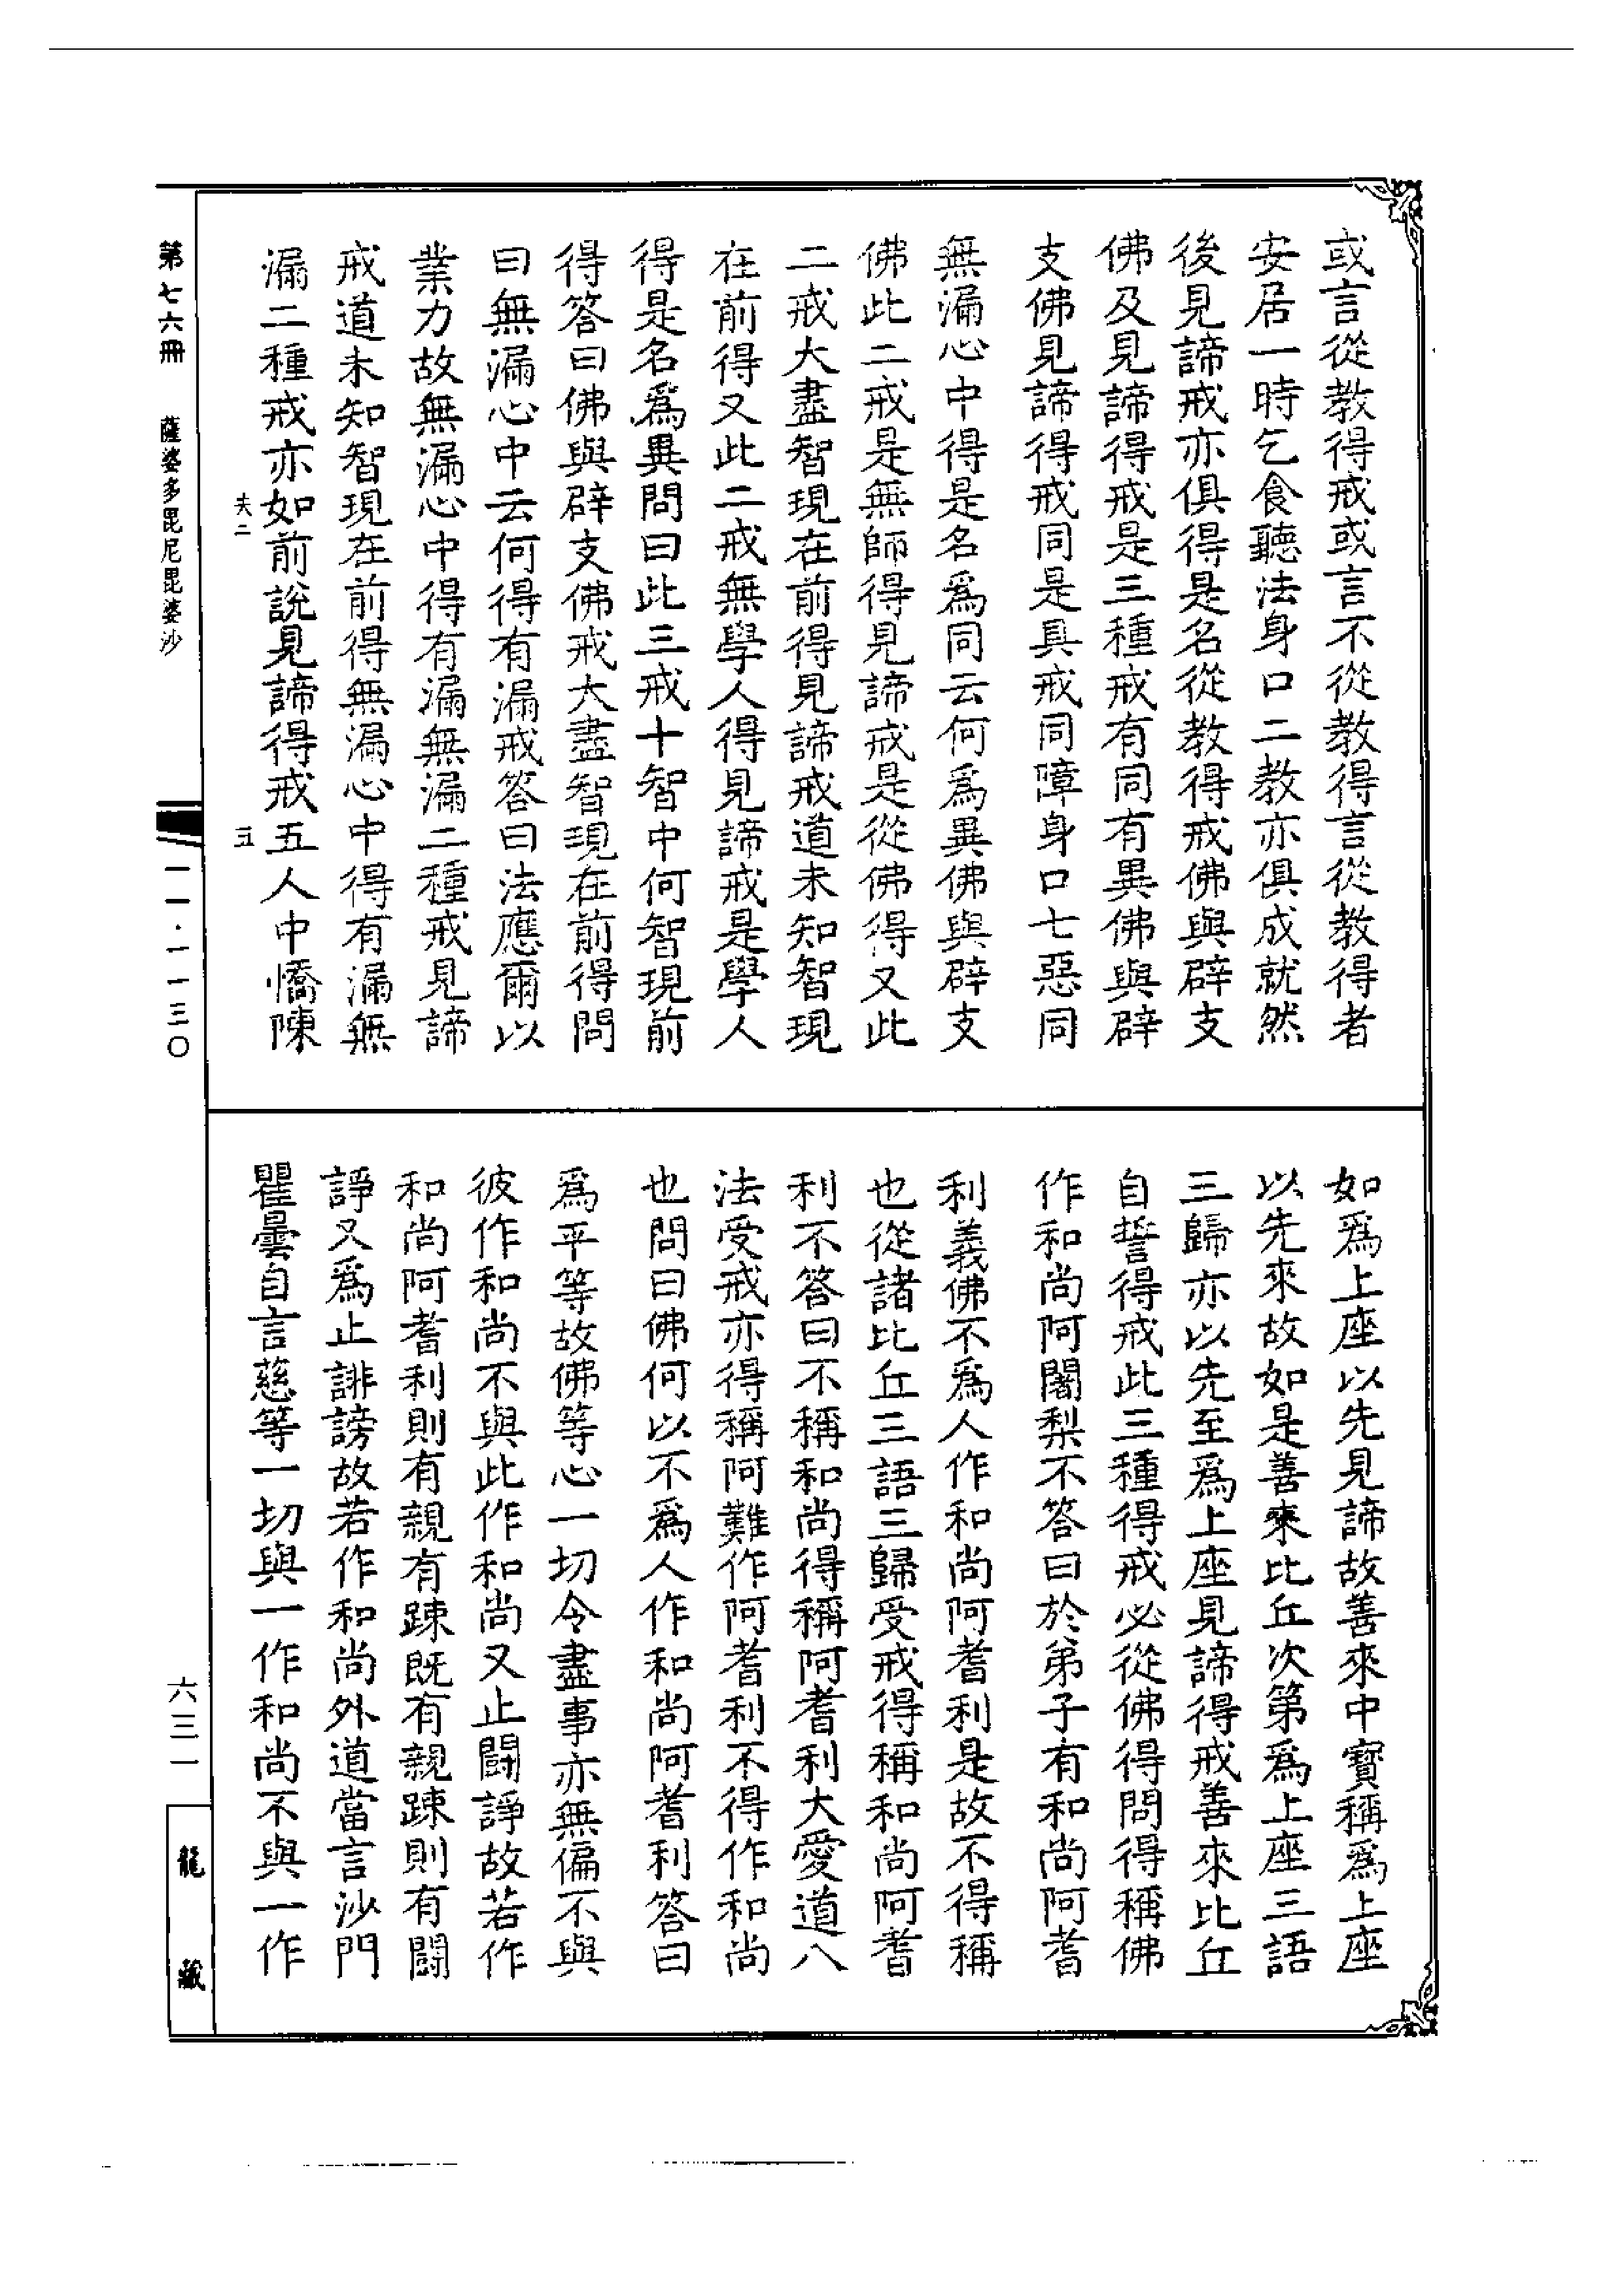 或言從教得戒或言不從教得言從教得者
安居一時乞食聽法身口二教亦俱成就然
後見諦戒亦俱得是名從教得戒佛與辟支
佛及見諦得戒是三種戒有同有異佛與辟
支佛見諦得戒同是具戒同障身口七惡同
無漏心中得是名為同云何為異佛與辟支
佛此二戒是無師得見諦戒是從佛得又此
二戒大盡智現在前得見諦戒道未知智現
在前得又此二戒無學人得見諦戒是學人
得是名為異問曰此三戒十智中何智現前
得答曰佛與辟支佛戒大盡智現在前得問
曰無漏心中云何得有漏戒答曰法應爾以
業力故無漏心中得有漏無漏二種戒見諦
戒道未知智現在前得無漏心中得有漏無
漏二種戒亦如前說見諦得戒五人中憍陳
夫二 五
如為上座以先見諦故善來中寶稱為上座
以先來故如是善來比丘次第為上座三語
三歸亦以先至為上座見諦得戒善來比丘
自誓得戒此三種得戒必從佛得問得稱佛
作和尚阿闍梨不答曰於弟子有和尚阿耆
利義佛不為人作和尚阿耆利是故不得稱
也從諸比丘三語三歸受戒得稱和尚阿耆
利不答曰不稱和尚得稱阿耆利大愛道八
法受戒亦得稱阿難作阿耆利不得作和尚
也問曰佛何以不為人作和尚阿耆利答曰
為平等故佛等心一切令盡事亦無偏不與
彼作和尚不與此作和尚又止鬪諍故若作
和尚阿耆利則有親有踈既有親踈則有鬪
諍又為止誹謗故若作和尚外道當言沙門
瞿曇自言慈等一切與一作和尚不與一作
第七六冊 薩婆多毘尼毘婆沙
一一·一一三〇
六三一
龍藏